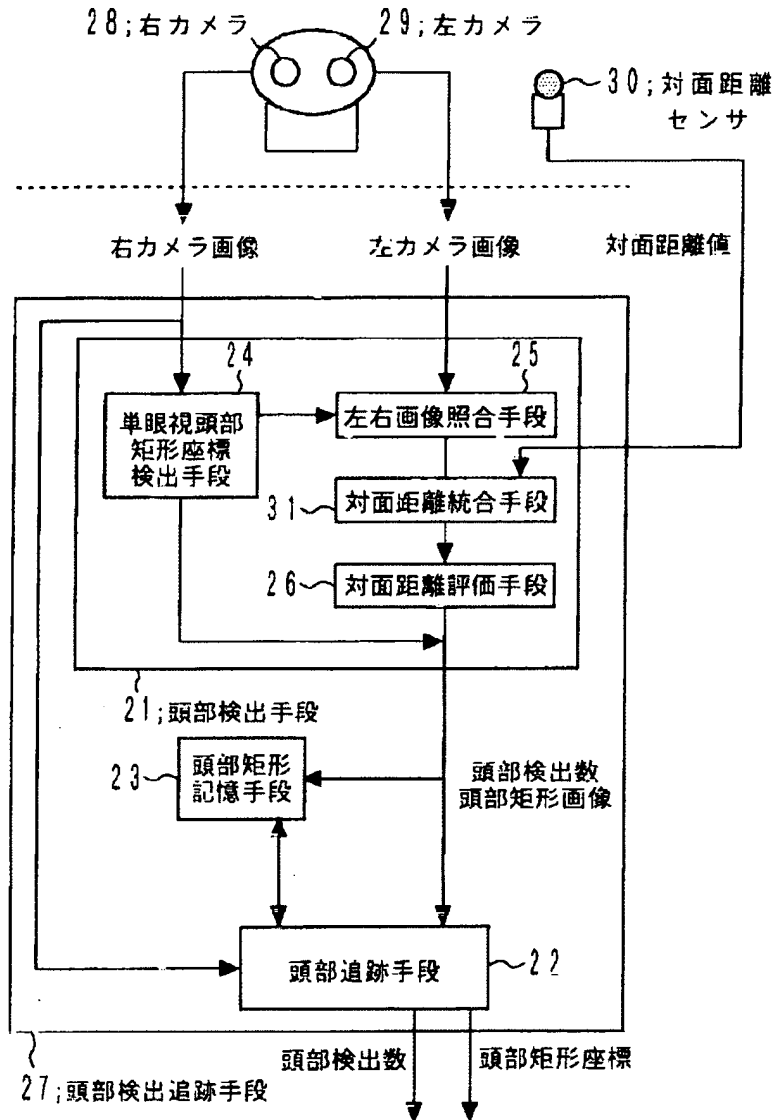 28;右カメラ
29;左カメラ
30;対面距離
センサ
右カメラ画像
左カメラ画像
対面距離値
24
25
単眼視頭部
矩形座標
検出手段
左右画像照合手段
31
対面距離統合手段
26
対面距離評価手段
21;頭部検出手段
23
頭部矩形
記憶手段
頭部検出数
頭部矩形画像
頭部追跡手段
22
27;頭部検出追跡手段
頭部検出数
頭部矩形座標